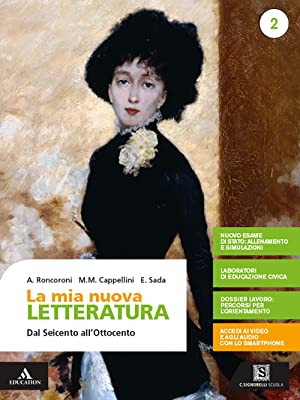 2
A. Roncoroni M.M. Cappellini E. Sada
La mia nuova
LETTERATURA
Dal Seicento all'Ottocento
NUOVO ESAME
DI STATO: ALLENAMENTO
E SIMULAZIONI
LABORATORI
DI EDUCAZIONE CIVICA
DOSSIER LAVORO:
PERCORSI PER
L'ORIENTAMENTO
ACCEDI AI VIDEO
E AGLI AUDIO
CON LO SMARTPHONE
A MONDADORI
EDUCATION
C. SIGNORELLI SCUOLA